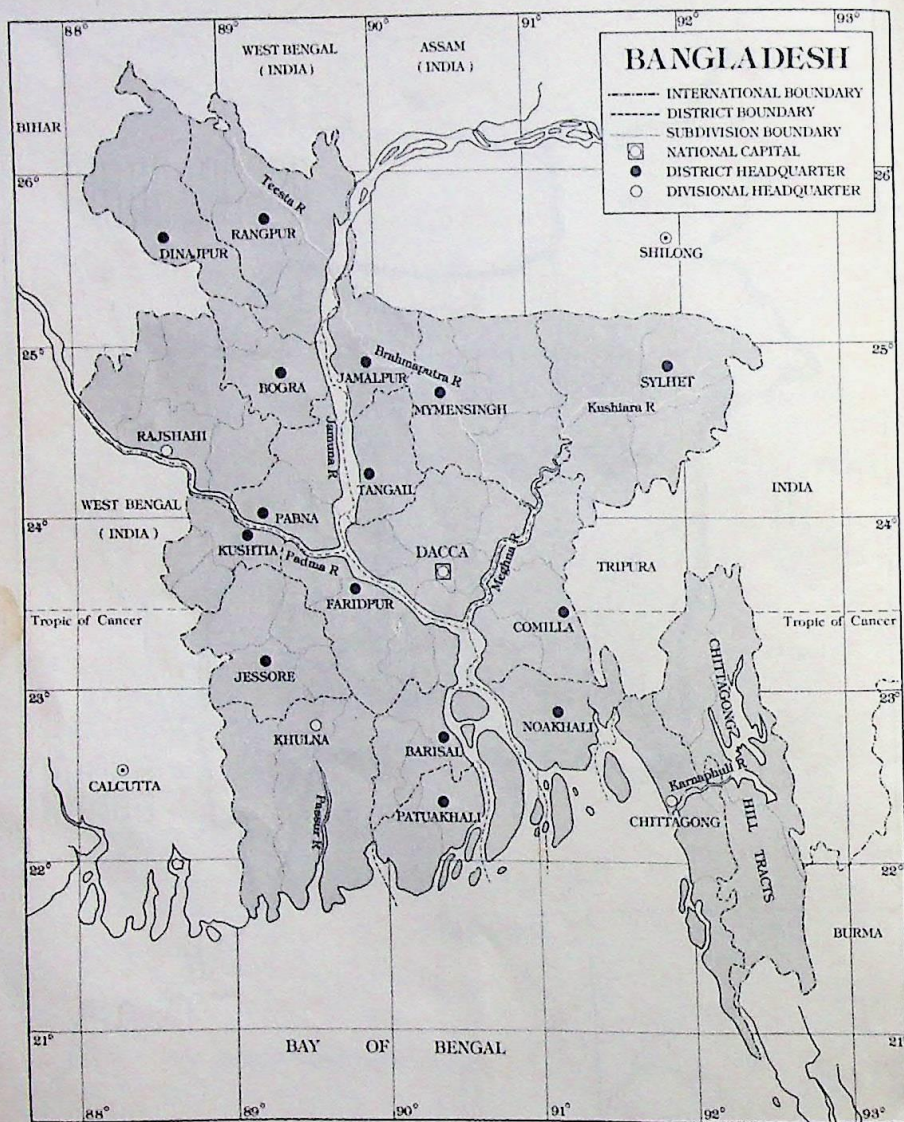 88°
89°
90°
91°
92°
93°
WEST BENGAL
( INDIA )
ASSAM
( INDIA )
BANGLADESH
INTERNATIONAL BOUNDARY
DISTRICT BOUNDARY
SUBDIVISION BOUNDARY
NATIONAL CAPITAL
DISTRICT HEADQUARTER
DIVISIONAL HEADQUARTER
BIHAR
26°
26°
Teesta R
RANGPUR
DINAJPUR
SHILONG
25°
25°
Brahmaputra R
JAMALPUR
BOGRA
SYLHET
MYMENSINGH
Kushiara R
Jamuna R
RAJSHAHI
TANGAIL
INDIA
WEST BENGAL
( INDIA )
PABNA
24°
24°
KUSHTIA
Padma R
DACCA
Meghna R
TRIPURA
FARIDPUR
Tropic of Cancer
COMILLA
Tropic of Cancer
JESSORE
CHITTAGONG
HILL
TRACTS
23°
23°
KHULNA
NOAKHALI
BARISAL
CALCUTTA
Karnaphuli R
PATUAKHALI
CHITTAGONG
Passur R
22°
22°
BURMA
21°
21°
BAY OF BENGAL
88°
89°
90°
91°
92°
93°